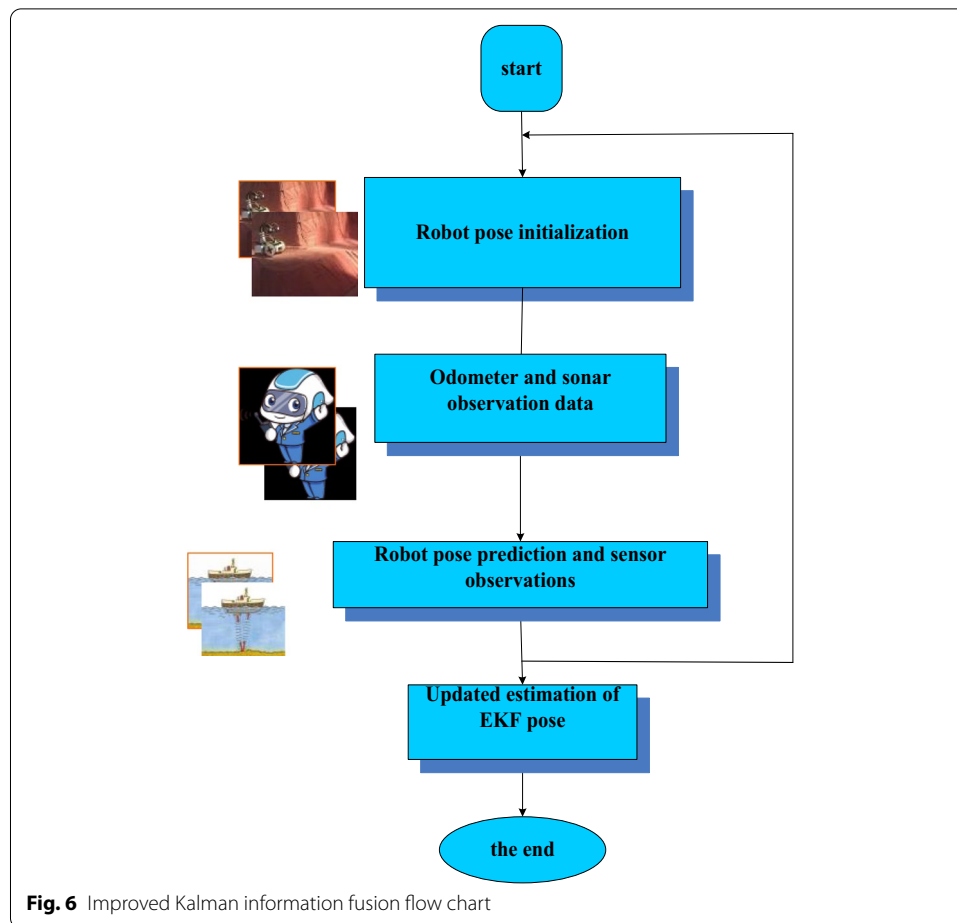 start
Robot pose initialization
Odometer and sonar
observation data
Robot pose prediction and sensor
observations
Updated estimation of
EKF pose
the end
Fig. 6 Improved Kalman information fusion flow chart